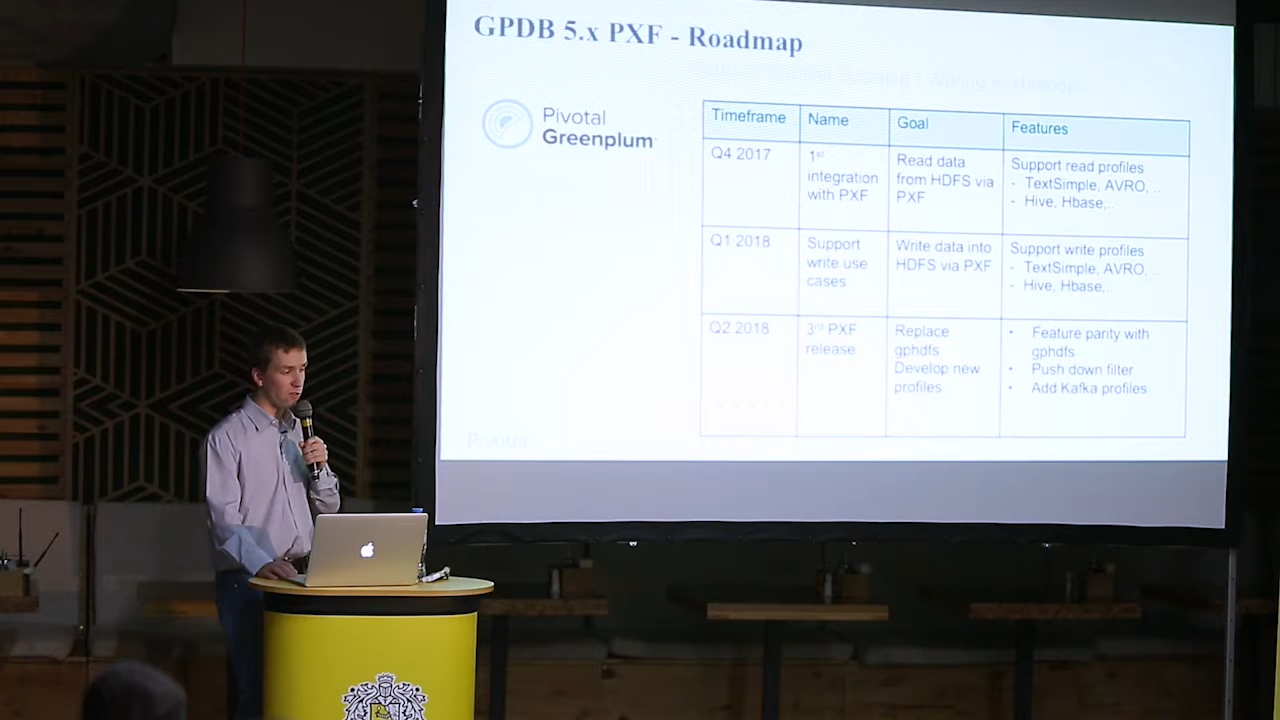 GPDB 5.x PXF - Roadmap
Pivotal
Greenplum
Timeframe
Name
Goal
Features
Q4 2017
1st
integration
with PXF
Read data
from HDFS via
PXF
Support read profiles
- TextSimple, AVRO, ..
- Hive, Hbase,..
Q1 2018
Support
write use
cases
Write data into
HDFS via PXF
Support write profiles
- TextSimple, AVRO, ..
- Hive, Hbase,..
Q2 2018
3rd PXF
release
Replace
gphdfs
Develop new
profiles
• Feature parity with
gphdfs
• Push down filter
• Add Kafka profiles
Pivotal